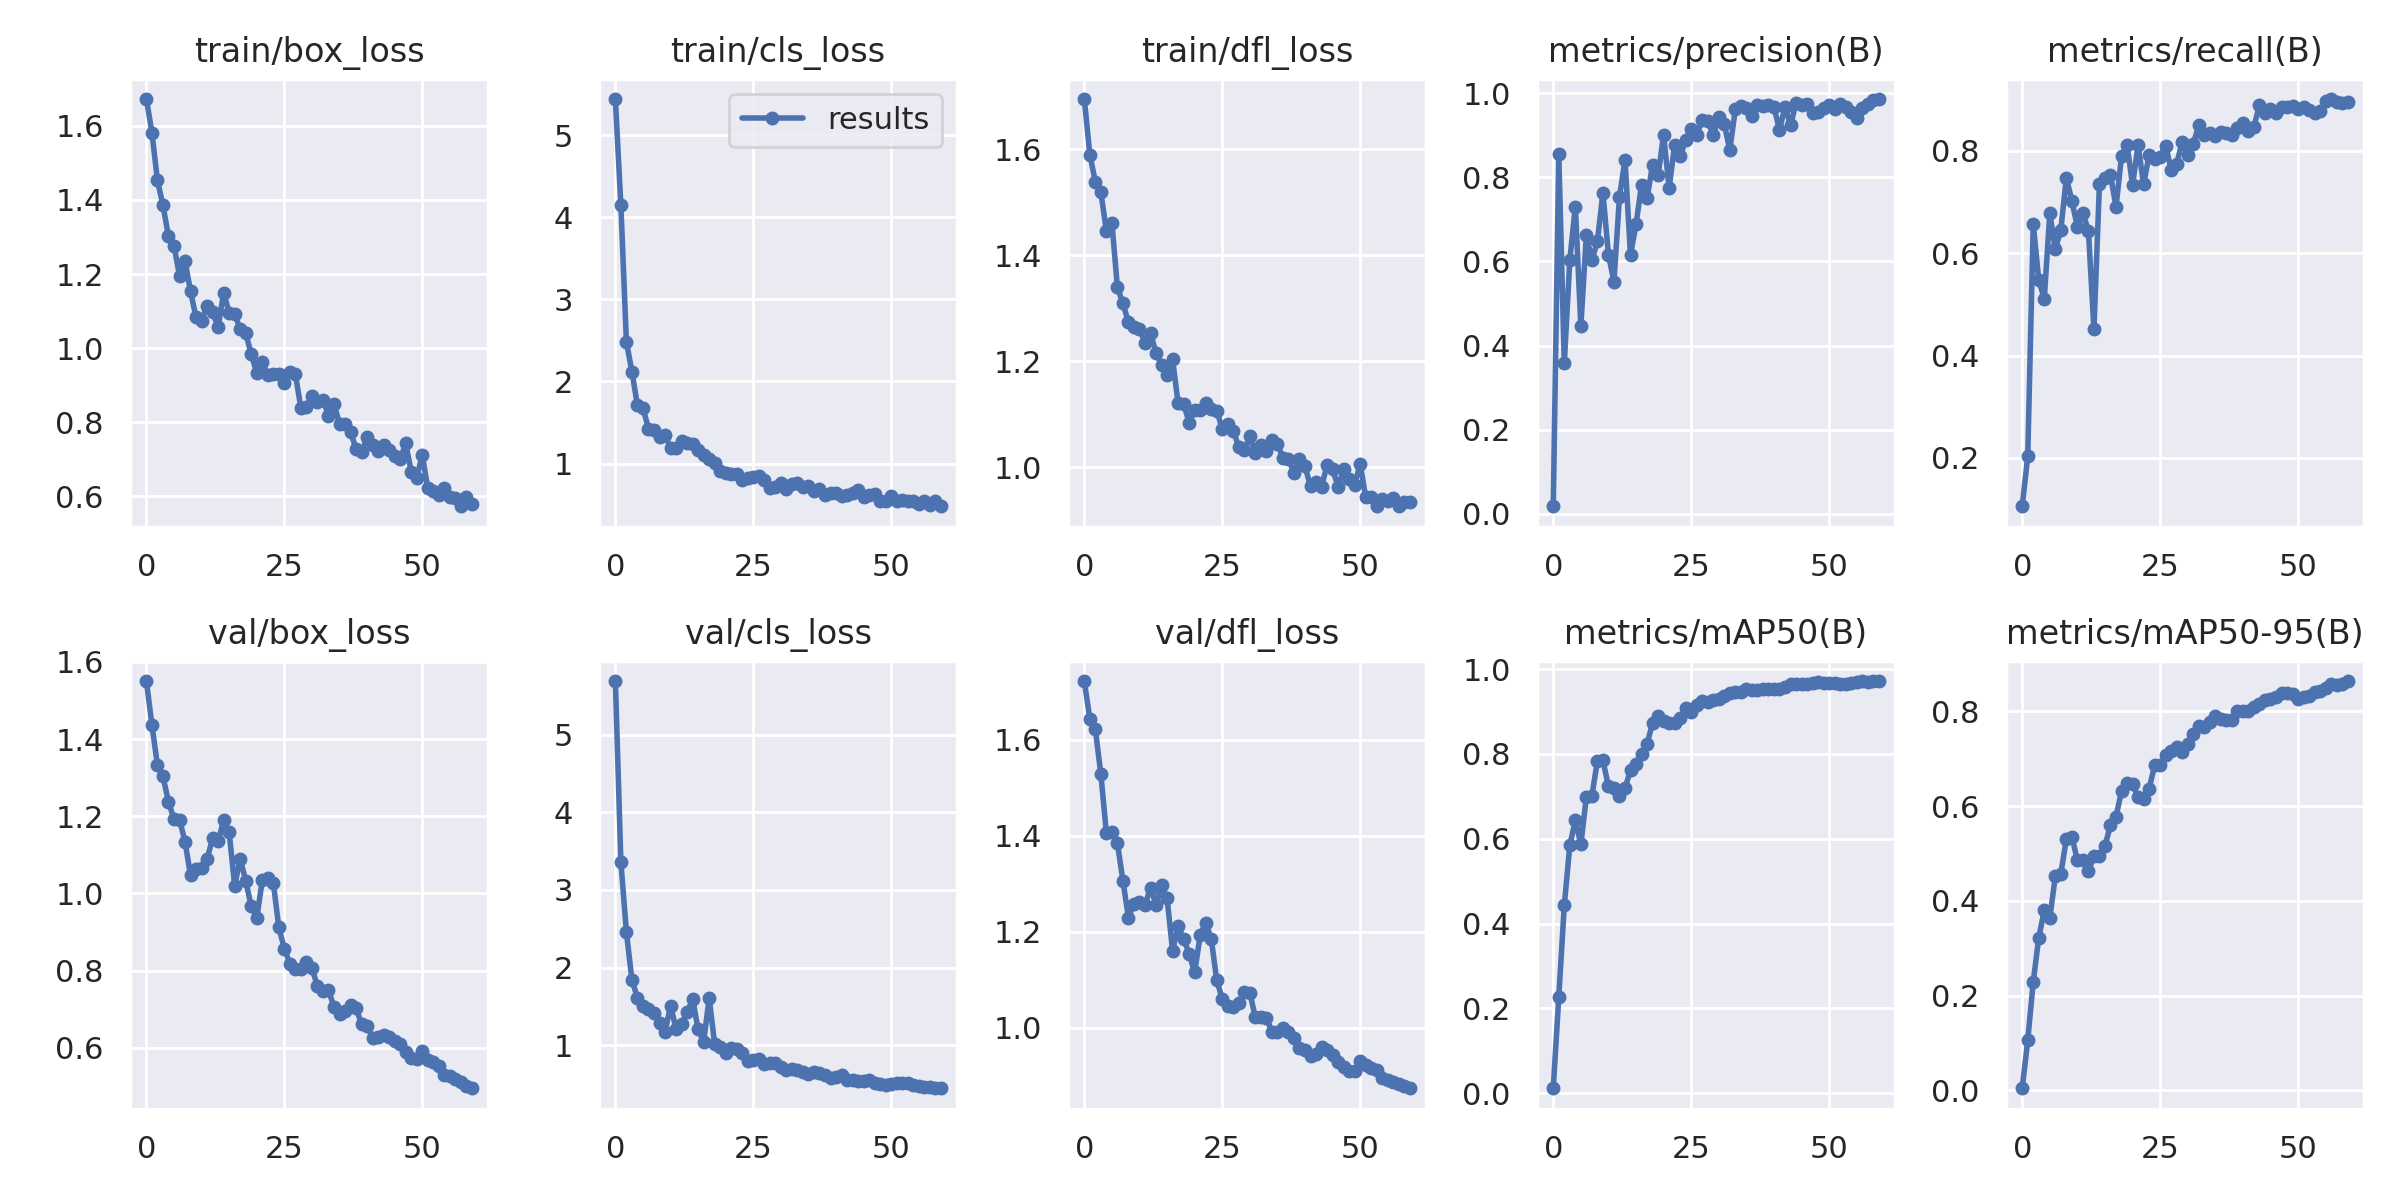 train/box_loss
1.6
1.4
1.2
1.0
0.8
0.6
0 25 50
train/cls_loss
results
5
4
3
2
1
0 25 50
train/dfl_loss
1.6
1.4
1.2
1.0
0 25 50
metrics/precision(B)
1.0
0.8
0.6
0.4
0.2
0.0
0 25 50
metrics/recall(B)
0.8
0.6
0.4
0.2
0 25 50
val/box_loss
1.6
1.4
1.2
1.0
0.8
0.6
0 25 50
val/cls_loss
5
4
3
2
1
0 25 50
val/dfl_loss
1.6
1.4
1.2
1.0
0 25 50
metrics/mAP50(B)
1.0
0.8
0.6
0.4
0.2
0.0
0 25 50
metrics/mAP50-95(B)
0.8
0.6
0.4
0.2
0.0
0 25 50